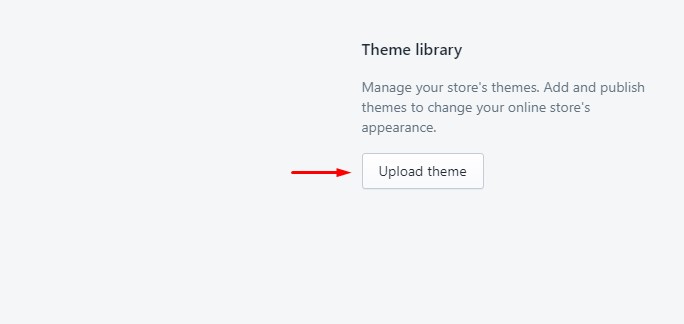 Theme library
Manage your store's themes. Add and publish
themes to change your online store's
appearance.
Upload theme